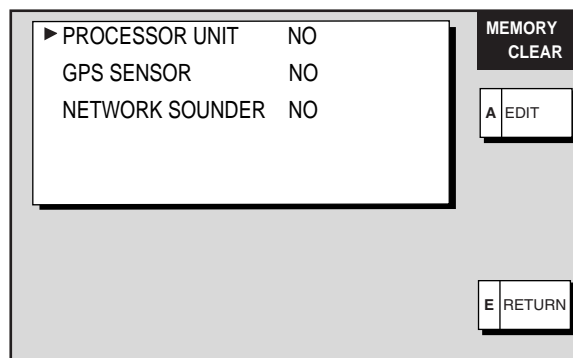 ▶PROCESSOR UNIT NO
GPS SENSOR NO
NETWORK SOUNDER NO
MEMORY
CLEAR
A EDIT
E RETURN